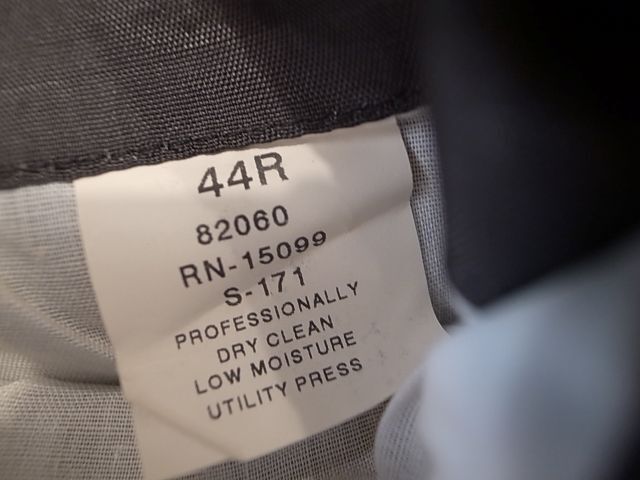 44R
82060
RN-15099
S-171
PROFESSIONALLY
DRY CLEAN
LOW MOISTURE
UTILITY PRESS